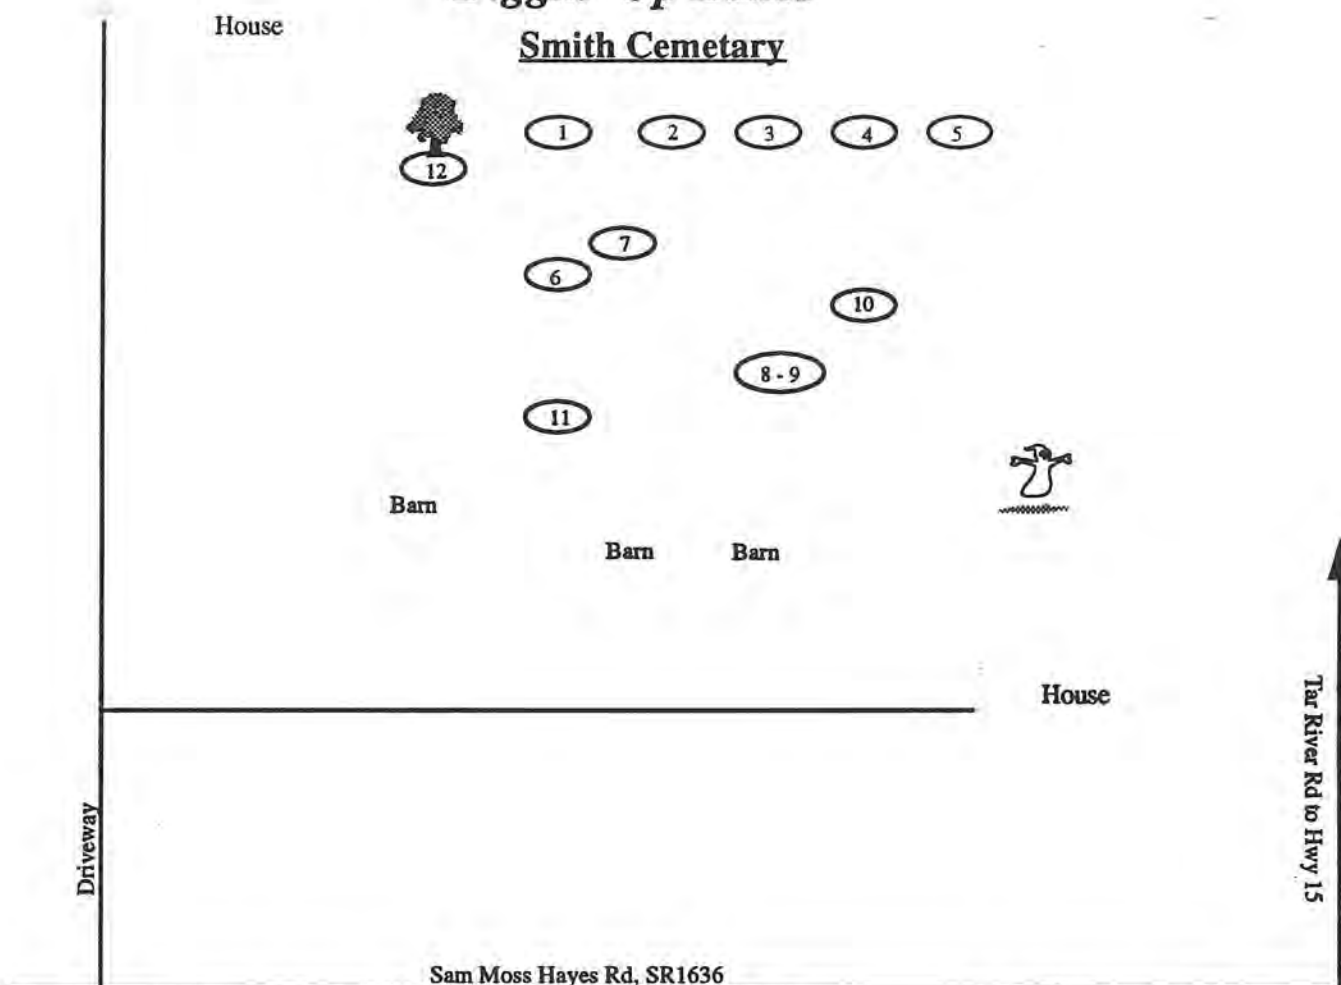 House
Smith Cemetary
1 2 3 4 5
12
7
6
10
8 - 9
11
Barn
Barn Barn
House
Tar River Rd to Hwy 15
Driveway
Sam Moss Hayes Rd, SR1636